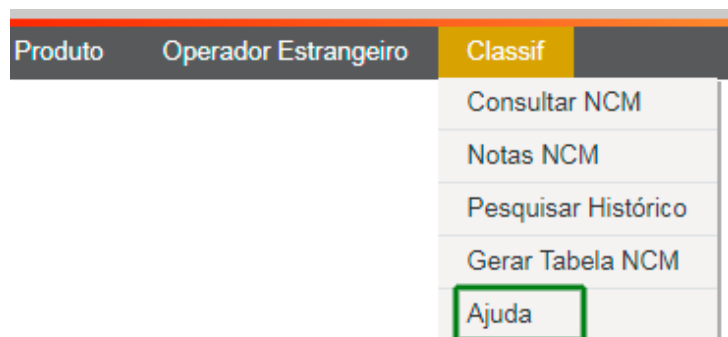 Produto Operador Estrangeiro Classif
Consultar NCM
Notas NCM
Pesquisar Histórico
Gerar Tabela NCM
Ajuda